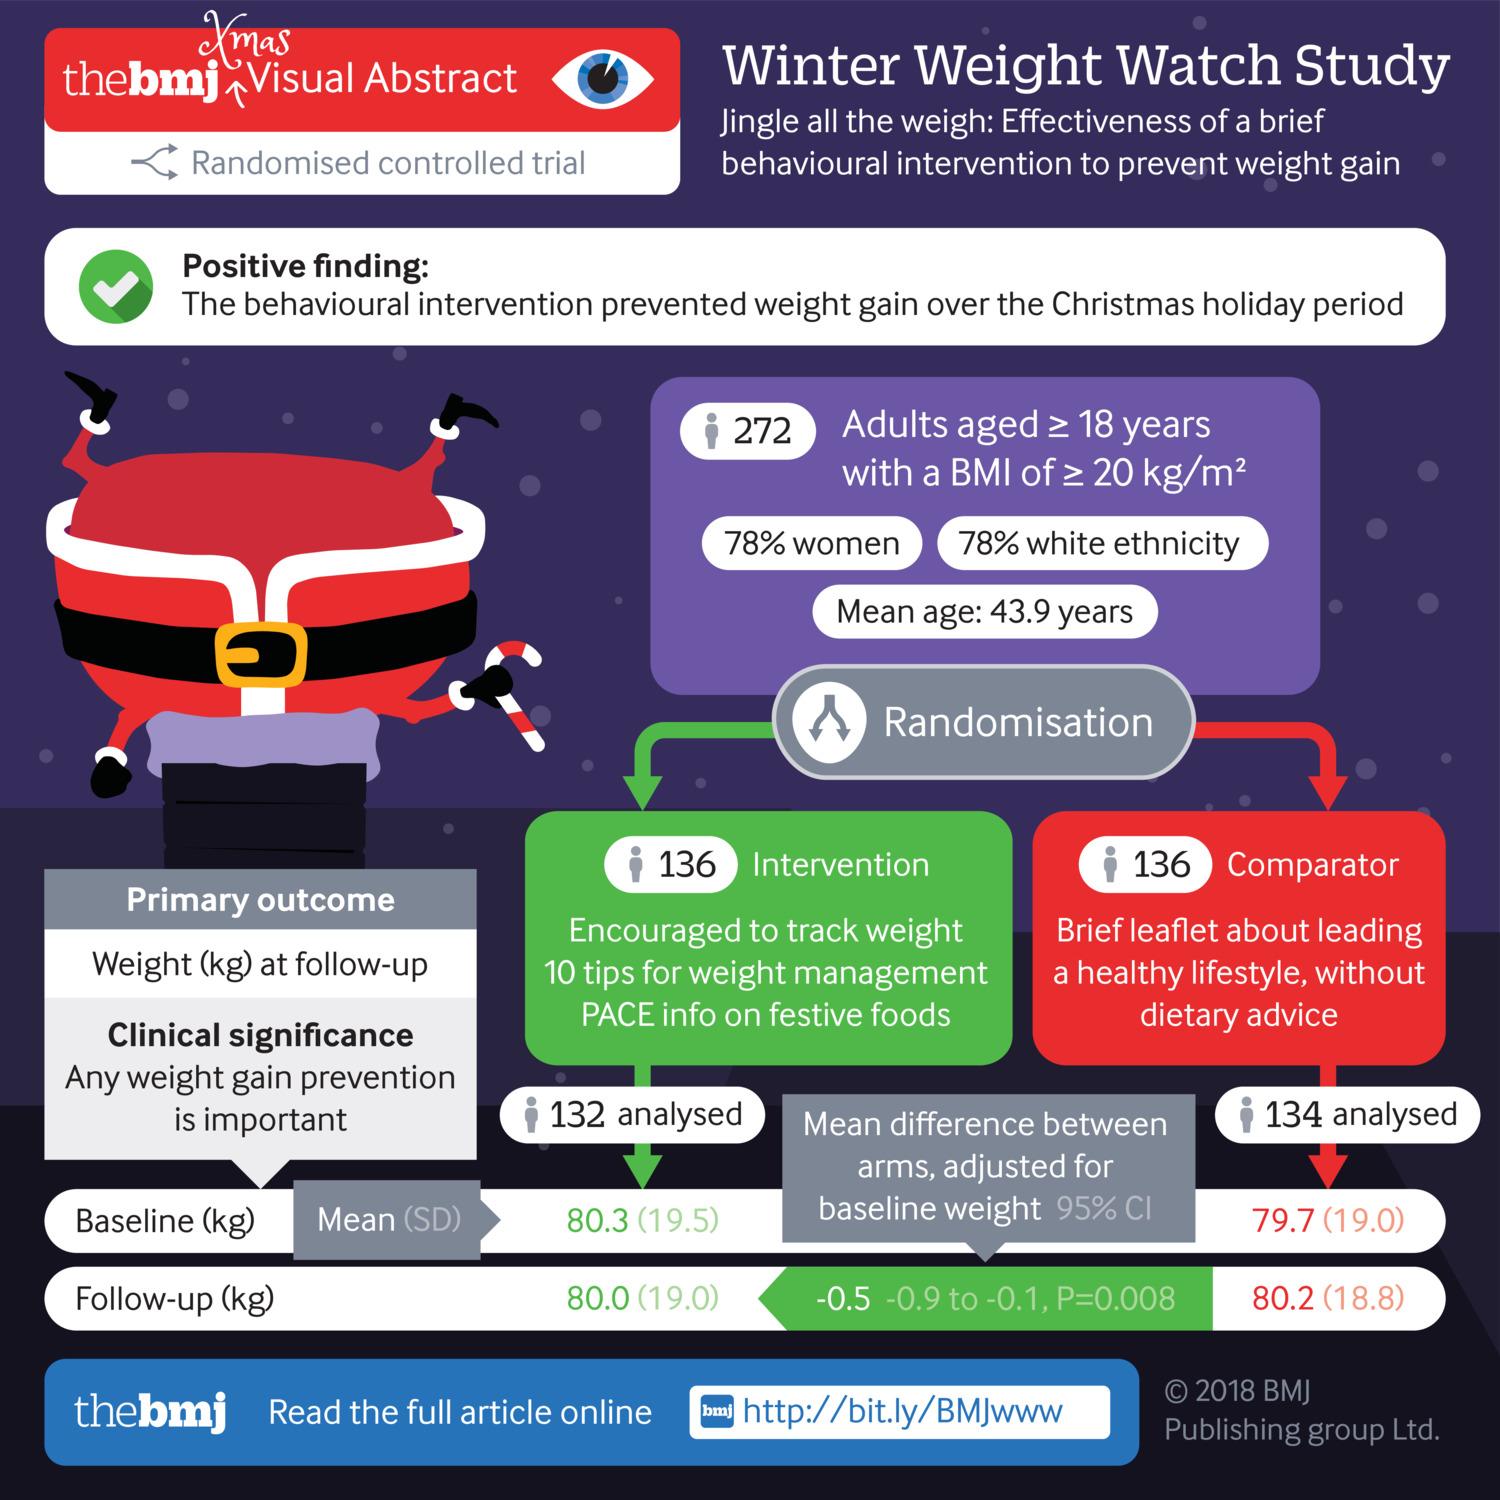 Xmas
thebmj Visual Abstract
Randomised controlled trial
Winter Weight Watch Study
Jingle all the weigh: Effectiveness of a brief
behavioural intervention to prevent weight gain
Positive finding:
The behavioural intervention prevented weight gain over the Christmas holiday period
272
Adults aged ≥ 18 years
with a BMI of ≥ 20 kg/m²
78% women
78% white ethnicity
Mean age: 43.9 years
Randomisation
136 Intervention
Encouraged to track weight
10 tips for weight management
PACE info on festive foods
136 Comparator
Brief leaflet about leading
a healthy lifestyle, without
dietary advice
Primary outcome
Weight (kg) at follow-up
Clinical significance
Any weight gain prevention
is important
132 analysed
134 analysed
Mean difference between
arms, adjusted for
baseline weight 95% CI
Baseline (kg) Mean (SD) 80.3 (19.5) 79.7 (19.0)
Follow-up (kg) 80.0 (19.0) -0.5 -0.9 to -0.1, P=0.008 80.2 (18.8)
thebmj Read the full article online bmj http://bit.ly/BMJwww
© 2018 BMJ
Publishing group Ltd.